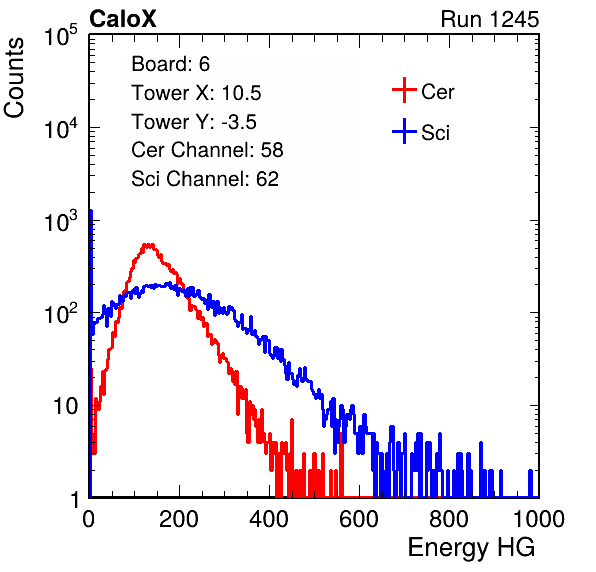 CaloX Run 1245
Counts
10^5
10^4
10^3
10^2
10
1
Board: 6
Tower X: 10.5
Tower Y: -3.5
Cer Channel: 58
Sci Channel: 62
Cer
Sci
0 200 400 600 800 1000
Energy HG